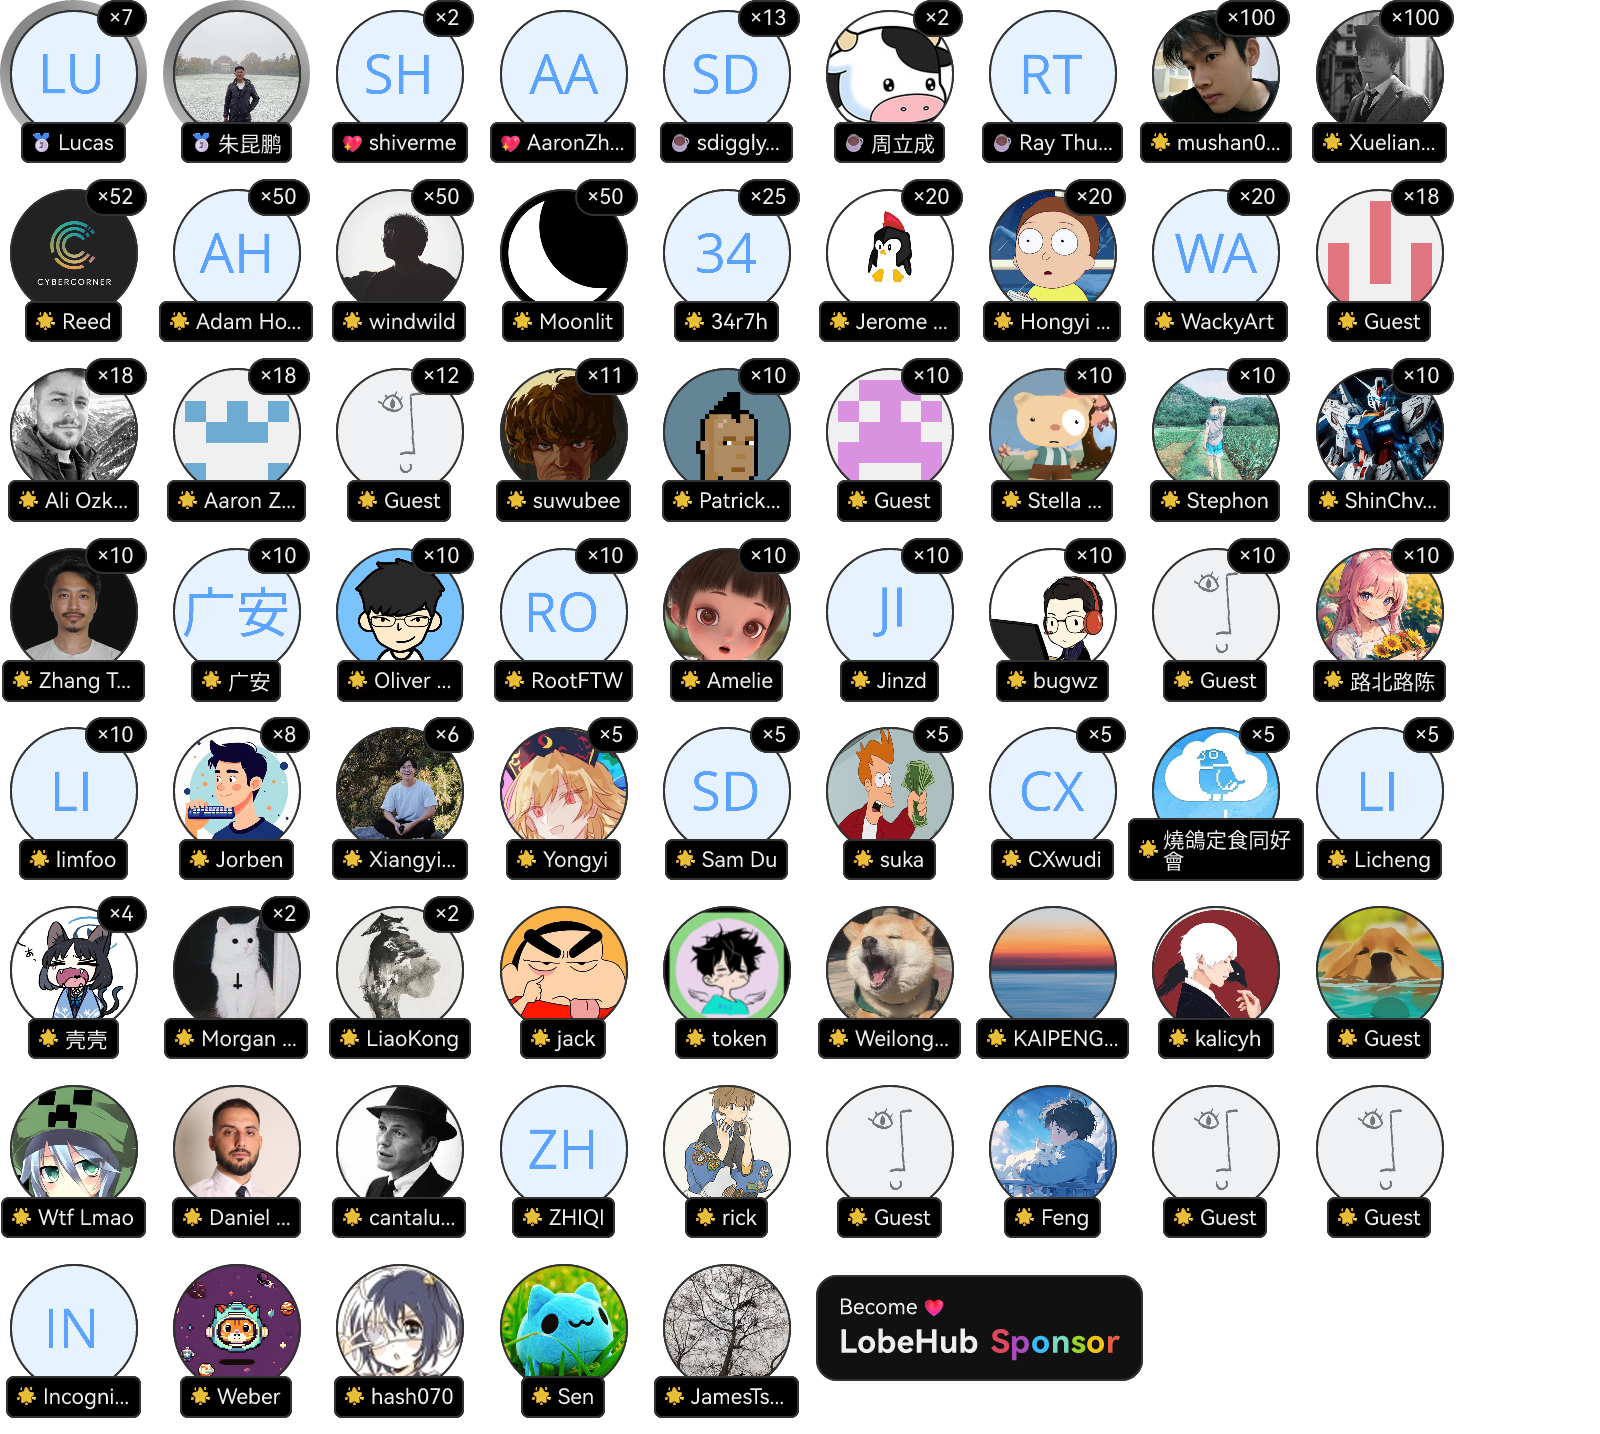 LU
×7
Lucas
朱昆鹏
SH
×2
shiverme
AA
AaronZh...
SD
×13
sdiggly...
×2
周立成
RT
Ray Thu...
×100
mushan0...
×100
Xuelian...
×52
CYBERCORNER
Reed
AH
×50
Adam Ho...
×50
windwild
×50
Moonlit
34
×25
34r7h
×20
Jerome ...
×20
Hongyi ...
WA
×20
WackyArt
×18
Guest
×18
Ali Ozk...
×18
Aaron Z...
×12
Guest
×11
suwubee
×10
Patrick...
×10
Guest
×10
Stella ...
×10
Stephon
×10
ShinChv...
×10
Zhang T...
广安
×10
广安
×10
Oliver ...
RO
×10
RootFTW
×10
Amelie
JI
×10
Jinzd
×10
bugwz
×10
Guest
×10
路北路陈
LI
×10
limfoo
×8
Jorben
×6
Xiangyi...
×5
Yongyi
SD
×5
Sam Du
×5
suka
CX
×5
CXwudi
×5
燒鴿定食同好
會
LI
×5
Licheng
×4
壳壳
×2
Morgan ...
×2
LiaoKong
jack
token
Weilong...
KAIPENG...
kalicyh
Guest
Wtf Lmao
Daniel ...
cantalu...
ZH
ZHIQI
rick
Guest
Feng
Guest
Guest
IN
Incogni...
Weber
hash070
Sen
JamesTs...
Become
LobeHub Sponsor